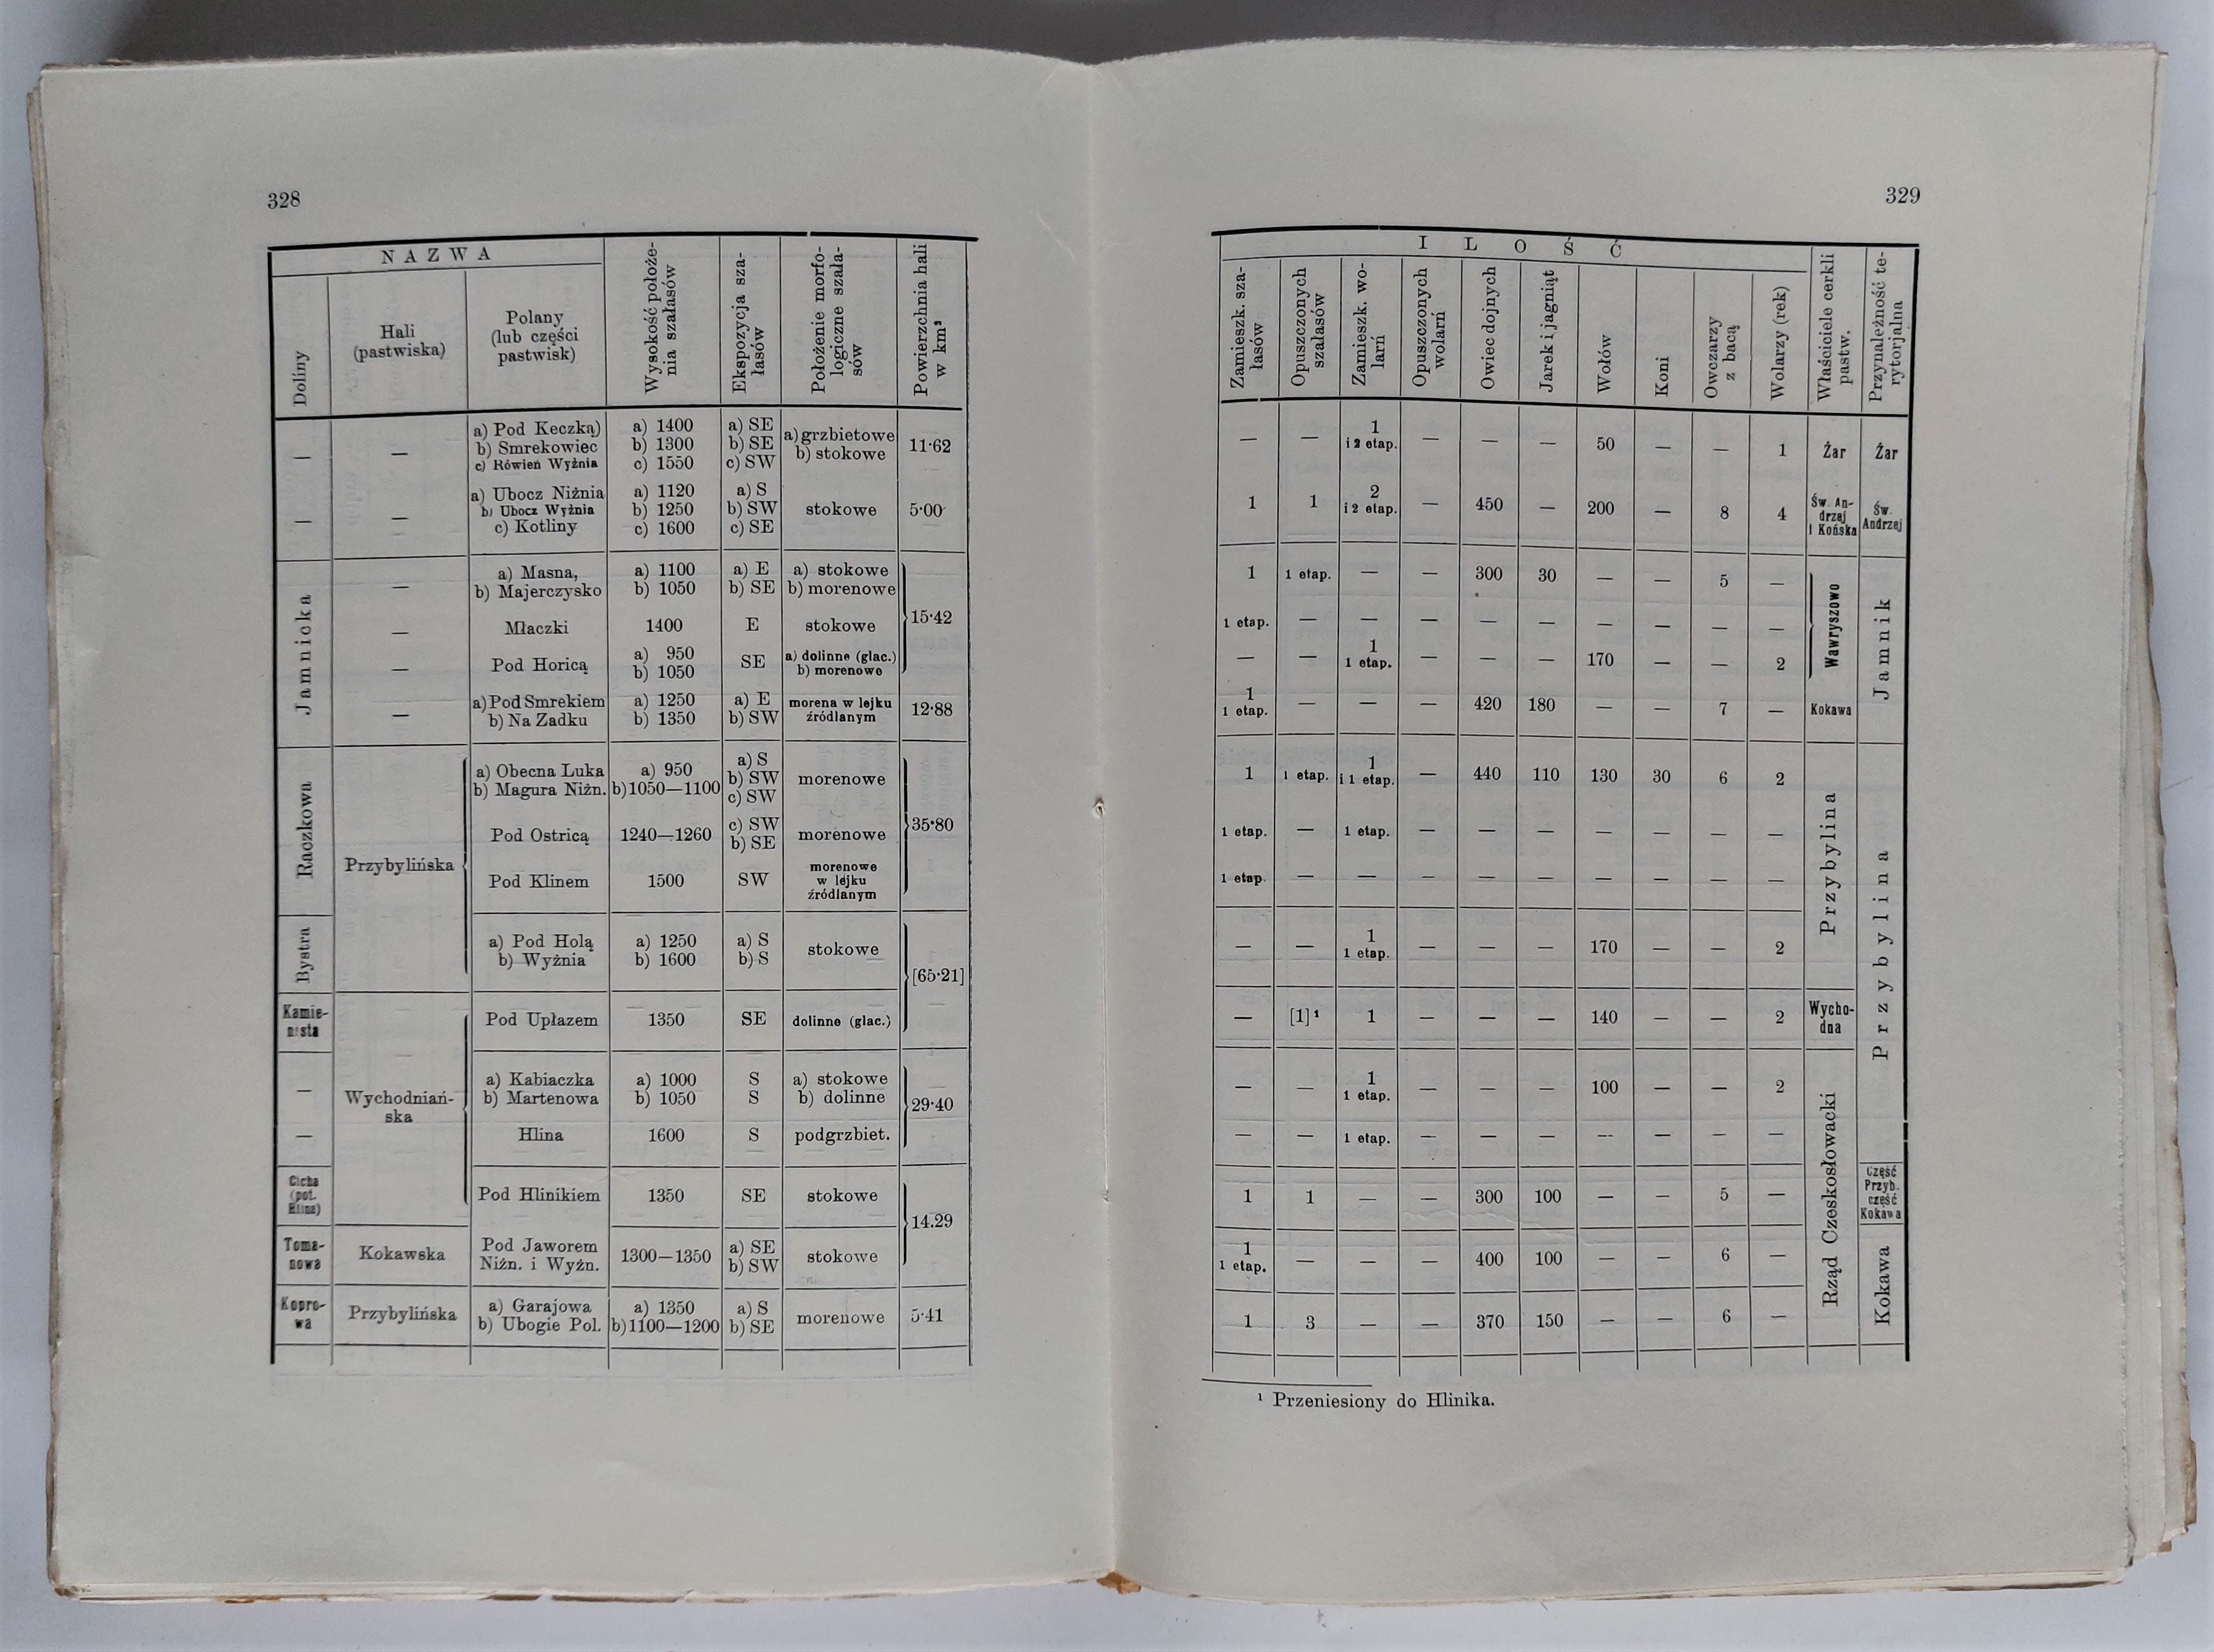 328
NAZWA
Doliny
Hali
(pastwiska)
Polany
(lub części
pastwisk)
Wysokość położe-
nia szałasów
Ekspozycja sza-
łasów
Położenie morfo-
logiczne szała-
sów
Powierzchnia hali
w km²
— — a) Pod Keczką) a) 1400 a) SE a) grzbietowe 11·62
b) Smrekowiec b) 1300 b) SE b) stokowe
c) Rówień Wyżnia c) 1550 c) SW
— — a) Ubocz Niżnia a) 1120 a) S stokowe 5·00
b) Ubocz Wyżnia b) 1250 b) SW
c) Kotliny c) 1600 c) SE
Jamnicka
— a) Masna, a) 1100 a) E a) stokowe
b) Majerczysko b) 1050 b) SE b) morenowe
— Młaczki 1400 E stokowe 15·42
— Pod Horicą a) 950 SE a) dolinne (glac.)
b) 1050 b) morenowe
— a) Pod Smrekiem a) 1250 a) E morena w lejku 12·88
b) Na Zadku b) 1350 b) SW źródlanym
Raczkowa
Przybylińska
a) Obecna Luka a) 950 a) S morenowe
b) Magura Niżn. b) 1050—1100 b) SW
c) SW
Pod Ostricą 1240—1260 c) SW morenowe 35·80
b) SE
Pod Klinem 1500 SW morenowe
w lejku
źródlanym
Bystra
a) Pod Holą a) 1250 a) S stokowe
b) Wyżnia b) 1600 b) S
[65·21]
Kamie-
nista
Pod Upłazem 1350 SE dolinne (glac.)
Wychodniań-
ska
— a) Kabiaczka a) 1000 S a) stokowe
b) Martenowa b) 1050 S b) dolinne
29·40
— Hlina 1600 S podgrzbiet.
Cicha
(pot.
Hlina)
Pod Hlinikiem 1350 SE stokowe
14.29
Toma-
nowa
Kokawska Pod Jaworem 1300—1350 a) SE stokowe
Niżn. i Wyżn. b) SW
Kopro-
wa
Przybylińska a) Garajowa a) 1350 a) S morenowe 5·41
b) Ubogie Pol. b) 1100—1200 b) SE
329
ILOŚĆ
Zamieszk. sza-
łasów
Opuszczonych
szałasów
Zamieszk. wo-
larń
Opuszczonych
wolarń
Owiec dojnych
Jarek i jagniąt
Wołów
Koni
Owczarzy
z bacą
Wolarzy (rek)
Właściciele cerkli
pastw.
Przynależność te-
rytorjalna
— — 1 — — — 50 — — 1 Żar Żar
i 2 etap.
1 1 2 — 450 — 200 — 8 4 Św. An- Św.
i 2 etap. drzej Andrzej
i Końska
1 1 etap. — — 300 30 — — 5 —
1 etap. — — — — — — — — —
— — 1 — — — 170 — — 2
1 etap.
Wawryszowo
Jamnik
1 — — — 420 180 — — 7 — Kokawa
1 etap.
1 1 etap. 1 — 440 110 130 30 6 2
i 1 etap.
1 etap. — 1 etap. — — — — — — —
1 etap. — — — — — — — — —
— — 1 — — — 170 — — 2
1 etap.
Przybylina
Przybylina
— [1]¹ 1 — — — 140 — — 2 Wycho-
dna
— — 1 — — — 100 — — 2
1 etap.
— — 1 etap. — — — — — — —
Rząd Czeskosłowacki
1 1 — — 300 100 — — 5 — Część
Przyb.
część
Kokawa
1 — — — 400 100 — — 6 —
1 etap.
1 3 — — 370 150 — — 6 —
Kokawa
¹ Przeniesiony do Hlinika.